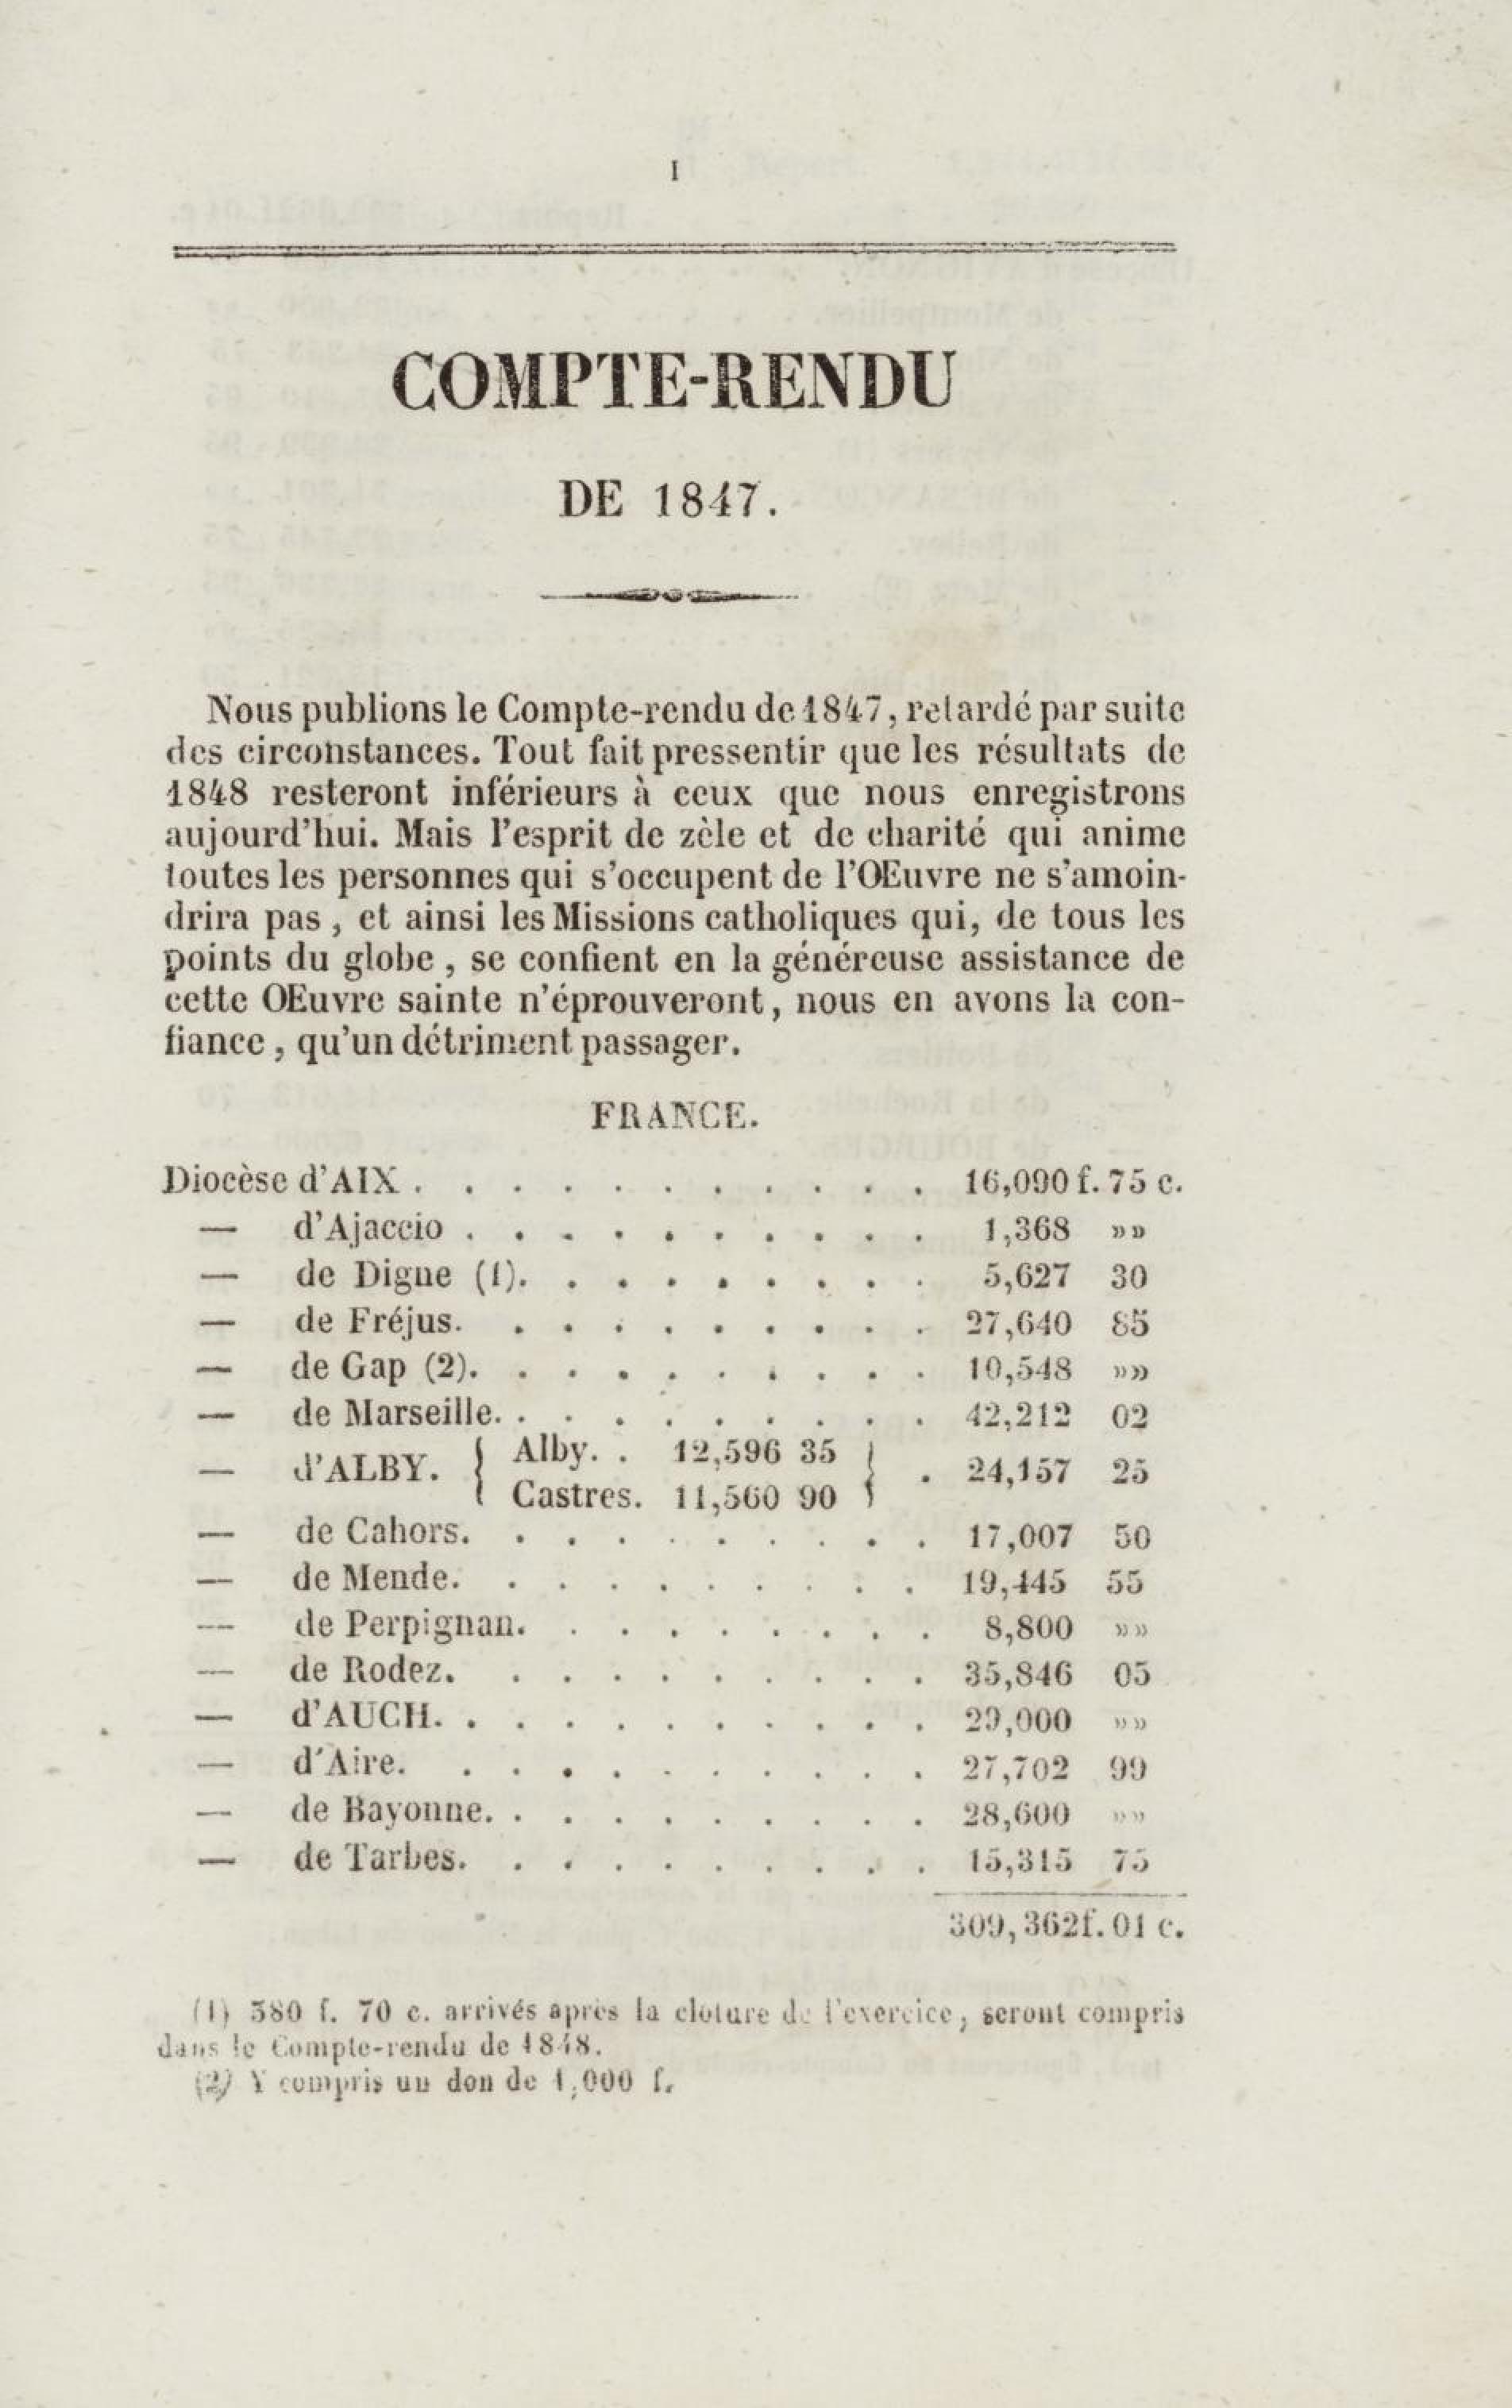 I
COMPTE-RENDU
DE 1847.
Nous publions le Compte-rendu de 1847, retardé par suite
des circonstances. Tout fait pressentir que les résultats de
1848 resteront inférieurs à ceux que nous enregistrons
aujourd'hui. Mais l'esprit de zèle et de charité qui anime
toutes les personnes qui s'occupent de l'OEuvre ne s'amoin-
drira pas, et ainsi les Missions catholiques qui, de tous les
points du globe, se confient en la généreuse assistance de
cette OEuvre sainte n'éprouveront, nous en avons la con-
fiance, qu'un détriment passager.
FRANCE.
Diocèse d'AIX . . . . . . . . . . . 16,090 f. 75 c.
— d'Ajaccio . . . . . . . . . . 1,368 »»
— de Digne (1). . . . . . . . . 5,627 30
— de Fréjus. . . . . . . . . . 27,640 85
— de Gap (2). . . . . . . . . . 10,548 »»
— de Marseille. . . . . . . . . . 42,212 02
— d'ALBY. { Alby. . 12,596 35 } . 24,157 25
Castres. 11,560 90
— de Cahors. . . . . . . . . . 17,007 50
— de Mende. . . . . . . . . . 19,445 55
— de Perpignan. . . . . . . . . 8,800 »»
— de Rodez. . . . . . . . . . 35,846 05
— d'AUCH. . . . . . . . . . . 29,000 »»
— d'Aire. . . . . . . . . . . 27,702 99
— de Bayonne. . . . . . . . . . 28,600 »»
— de Tarbes. . . . . . . . . . 15,315 75
309,362f. 01 c.
(1) 380 f. 70 c. arrivés après la cloture de l'exercice, seront compris
dans le Compte-rendu de 1848.
(2) Y compris un don de 1,000 f.